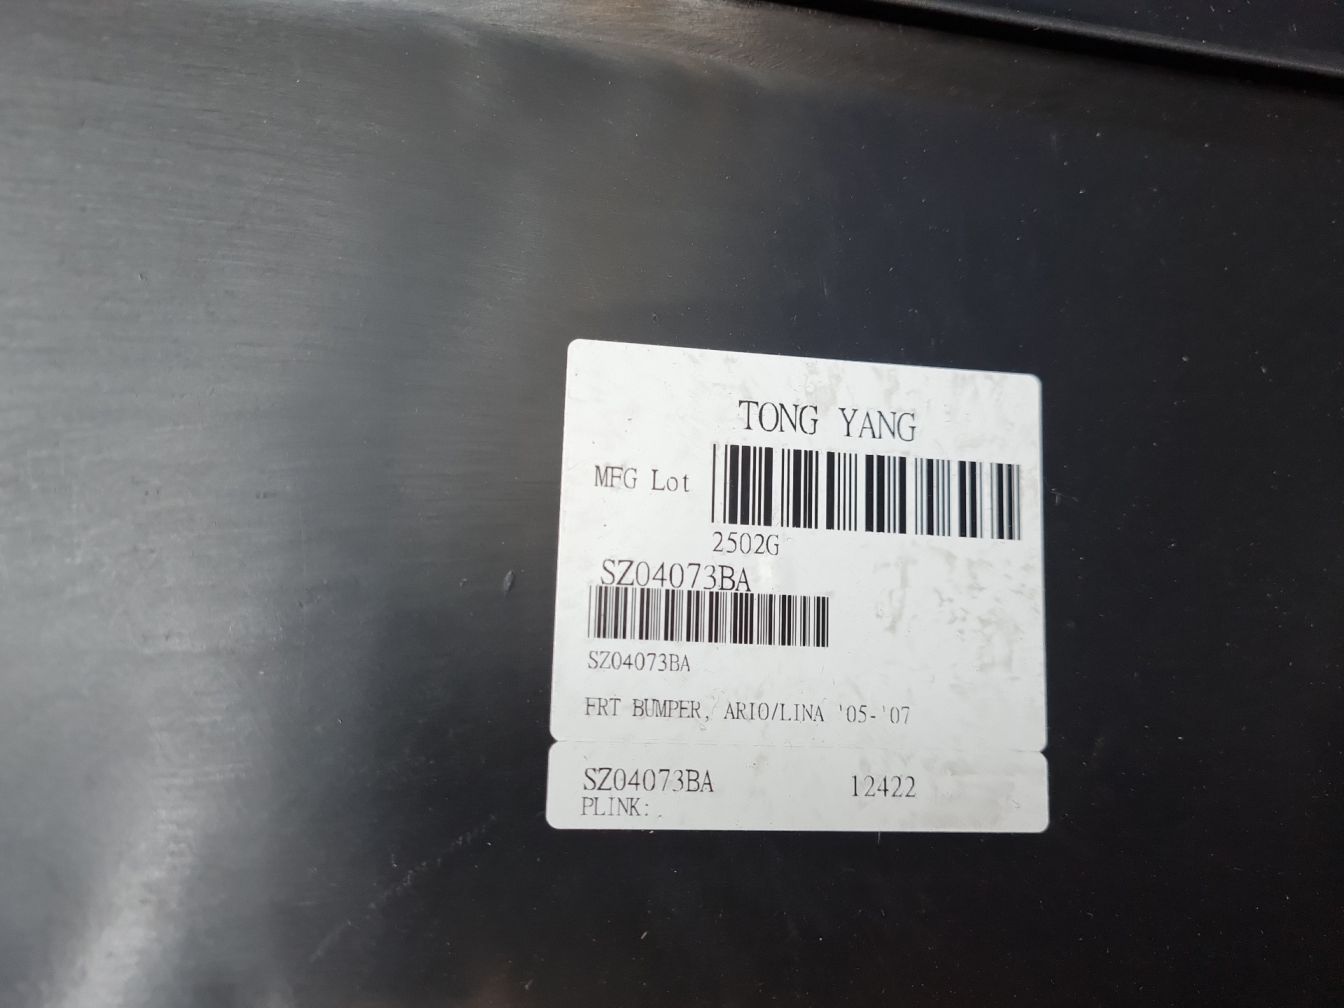 TONG YANG
MFG Lot
2502G
SZ04073BA
SZ04073BA
FRT BUMPER, ARIO/LINA '05-'07
SZ04073BA 12422
PLINK: